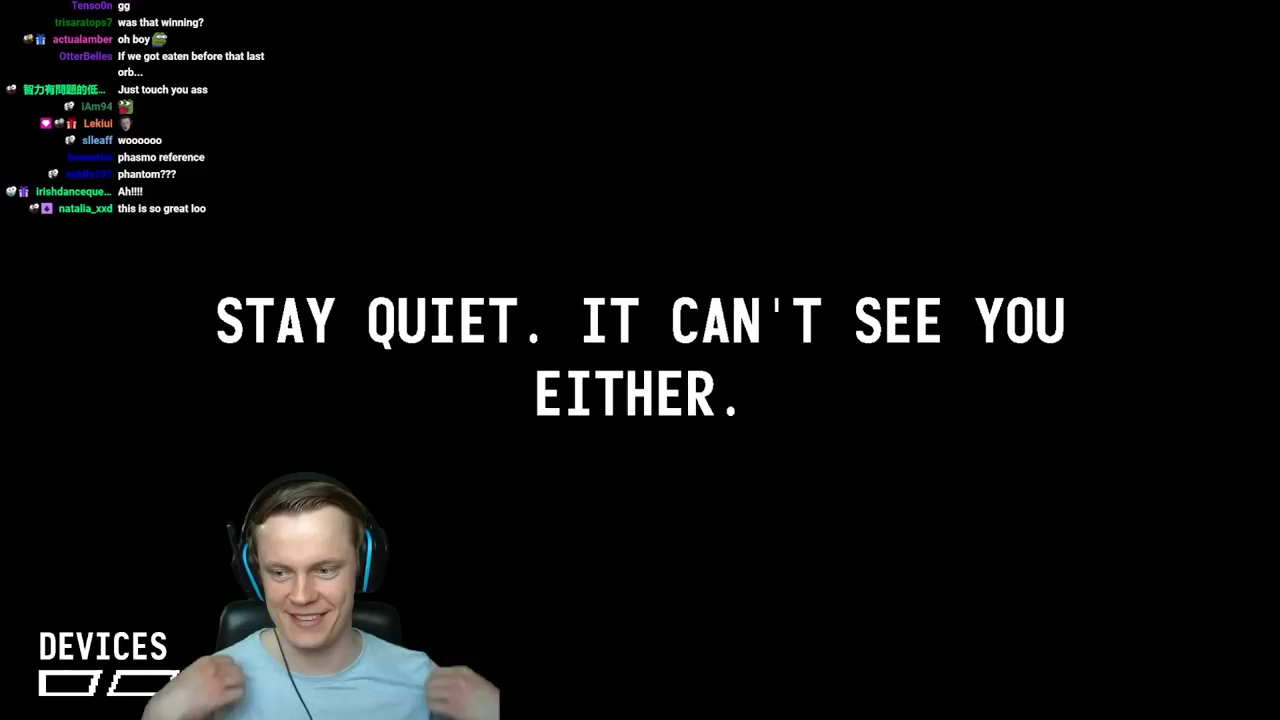 Tenso0n gg
trisaratops7 was that winning?
actualamber oh boy
OtterBelles If we got eaten before that last
orb...
智力有問題的低... Just touch you ass
IAm94
Lekiui
slleaff woooooo
phasmo reference
phantom???
irishdanceque... Ah!!!!
natalia_xxd this is so great loo
STAY QUIET. IT CAN'T SEE YOU
EITHER.
DEVICES